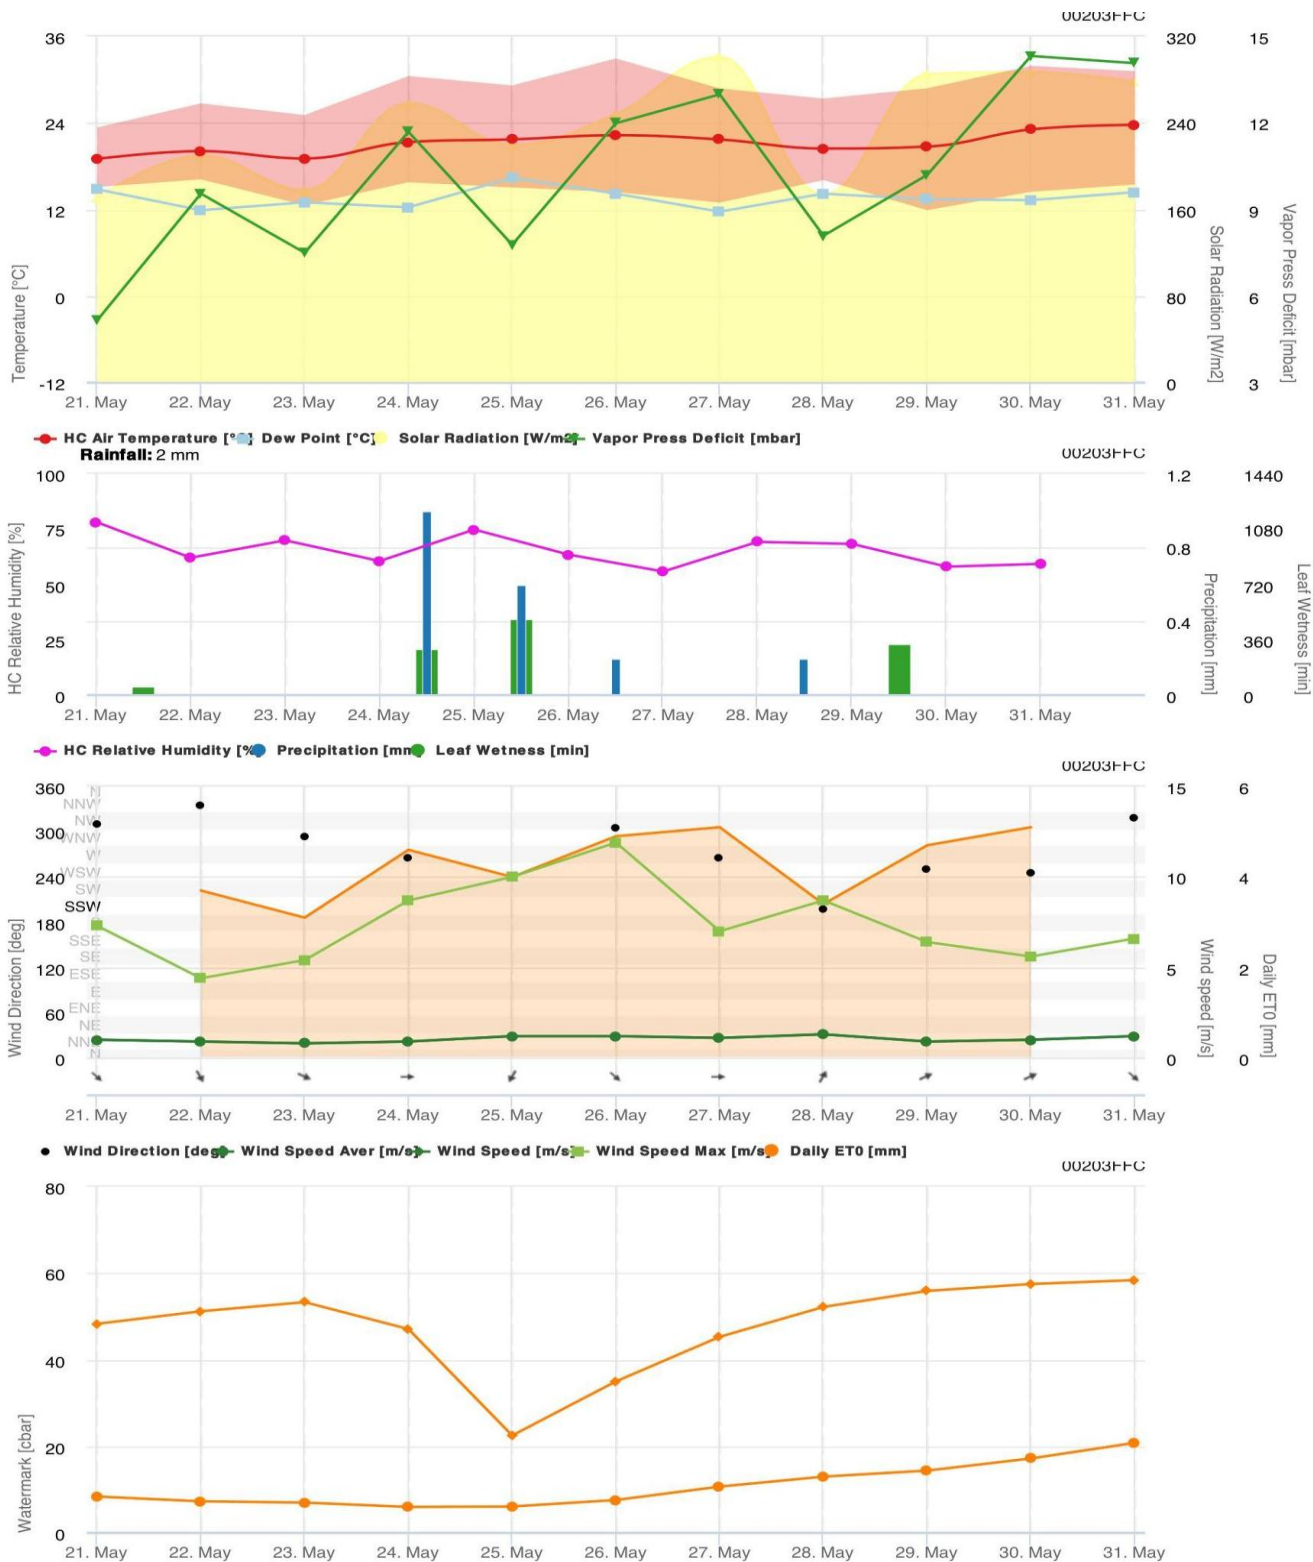 00203FFC
36 320 15
24 240 12
12 160 9
0 80 6
-12 0 3
Temperature [°C]
Solar Radiation [W/m2]
Vapor Press Deficit [mbar]
21. May 22. May 23. May 24. May 25. May 26. May 27. May 28. May 29. May 30. May 31. May
HC Air Temperature [°C] Dew Point [°C] Solar Radiation [W/m2] Vapor Press Deficit [mbar]
Rainfall: 2 mm 00203FFC
100 1.2 1440
75 1080
0.8
50 720
0.4
25 360
0 0 0
HC Relative Humidity [%]
Precipitation [mm]
Leaf Wetness [min]
21. May 22. May 23. May 24. May 25. May 26. May 27. May 28. May 29. May 30. May 31. May
HC Relative Humidity [%] Precipitation [mm] Leaf Wetness [min]
00203FFC
360 N 15 6
NNW
NW
300 WNW
W
240 WSW 10 4
SW
SSW
180
SSE
SE
120 ESE 5 2
E
60 ENE
NE
NN
0 N 0 0
Wind Direction [deg]
Wind speed [m/s]
Daily ET0 [mm]
21. May 22. May 23. May 24. May 25. May 26. May 27. May 28. May 29. May 30. May 31. May
Wind Direction [deg] Wind Speed Aver [m/s] Wind Speed [m/s] Wind Speed Max [m/s] Daily ET0 [mm]
00203FFC
80
60
40
20
0
Watermark [cbar]
21. May 22. May 23. May 24. May 25. May 26. May 27. May 28. May 29. May 30. May 31. May